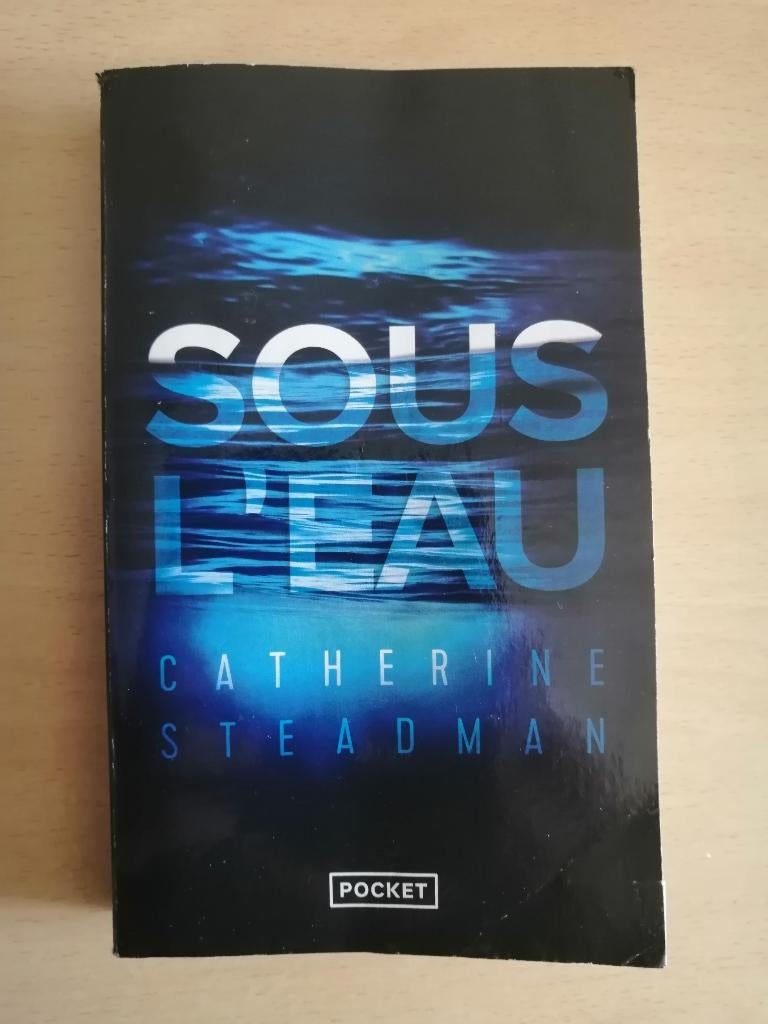 SOUS
L'EAU
CATHERINE
STEADMAN
POCKET